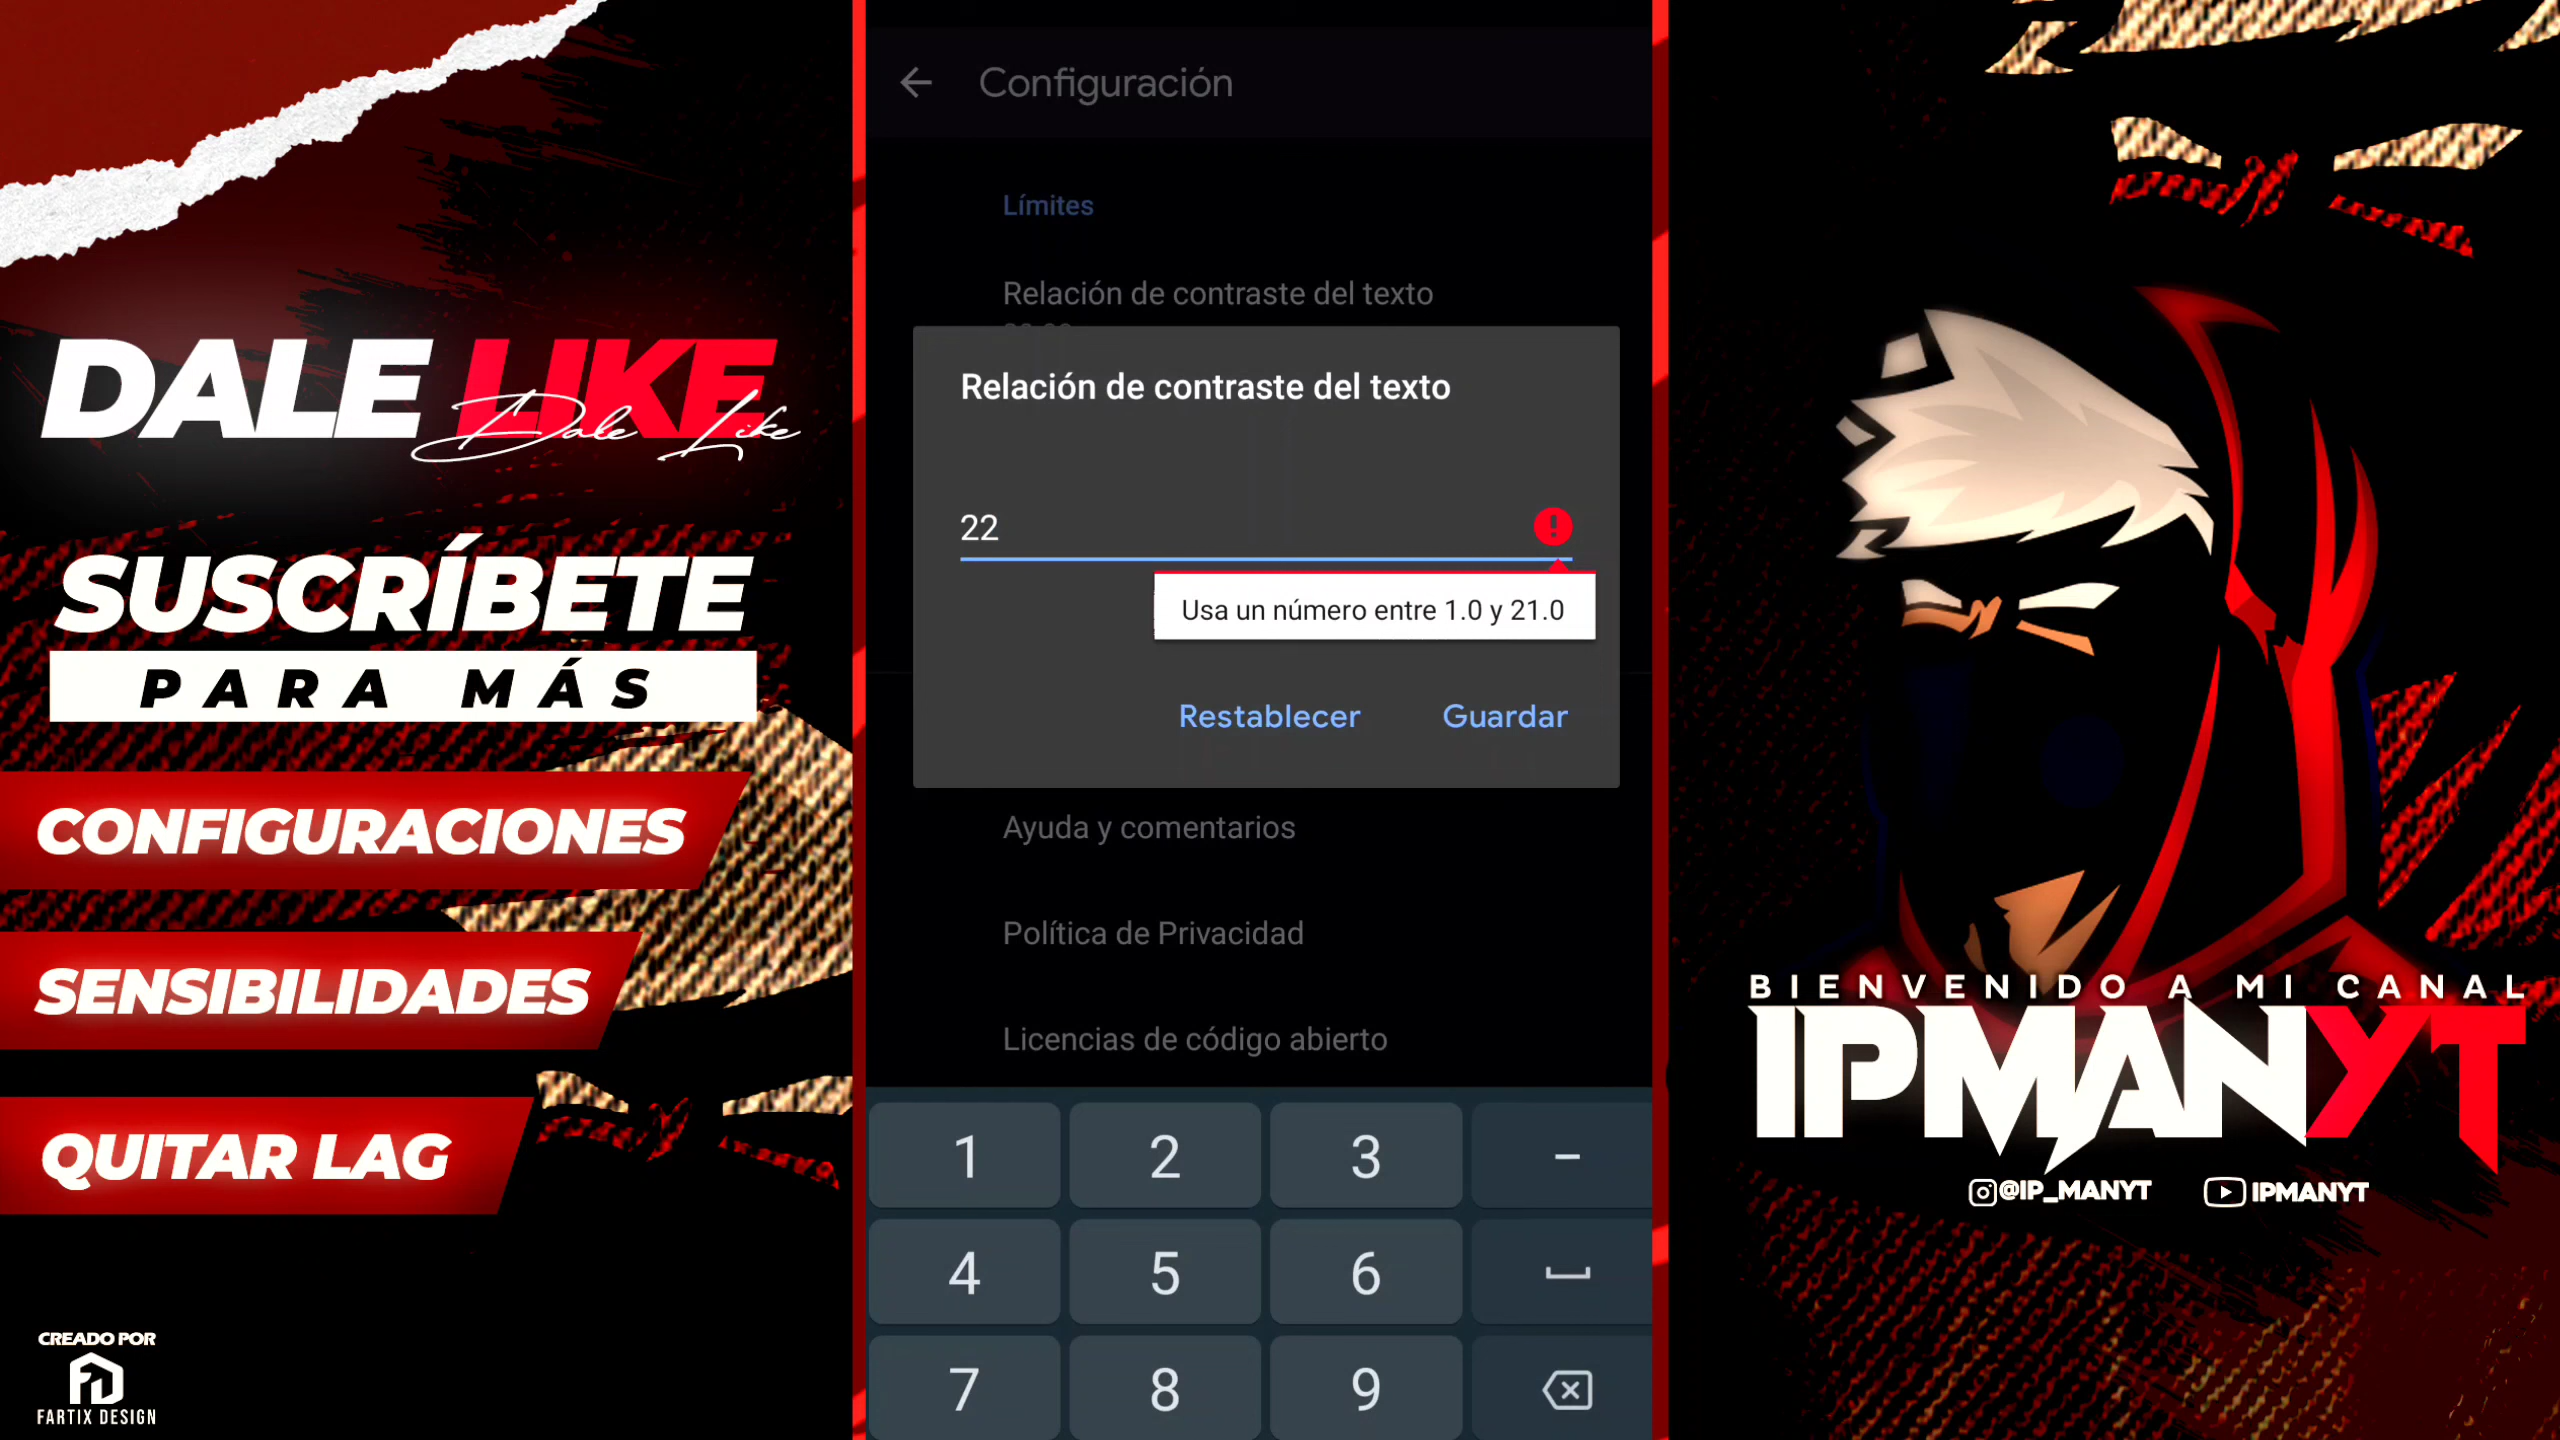 DALE LIKE
Dale Like
SUSCRÍBETE
PARA MÁS
CONFIGURACIONES
SENSIBILIDADES
QUITAR LAG
CREADO POR
FARTIX DESIGN
Configuración
Límites
Relación de contraste del texto
Relación de contraste del texto
22
Usa un número entre 1.0 y 21.0
Restablecer Guardar
Ayuda y comentarios
Política de Privacidad
Licencias de código abierto
1 2 3 -
4 5 6
7 8 9
BIENVENIDO A MI CANAL
IPMANYT
@IP_MANYT IPMANYT